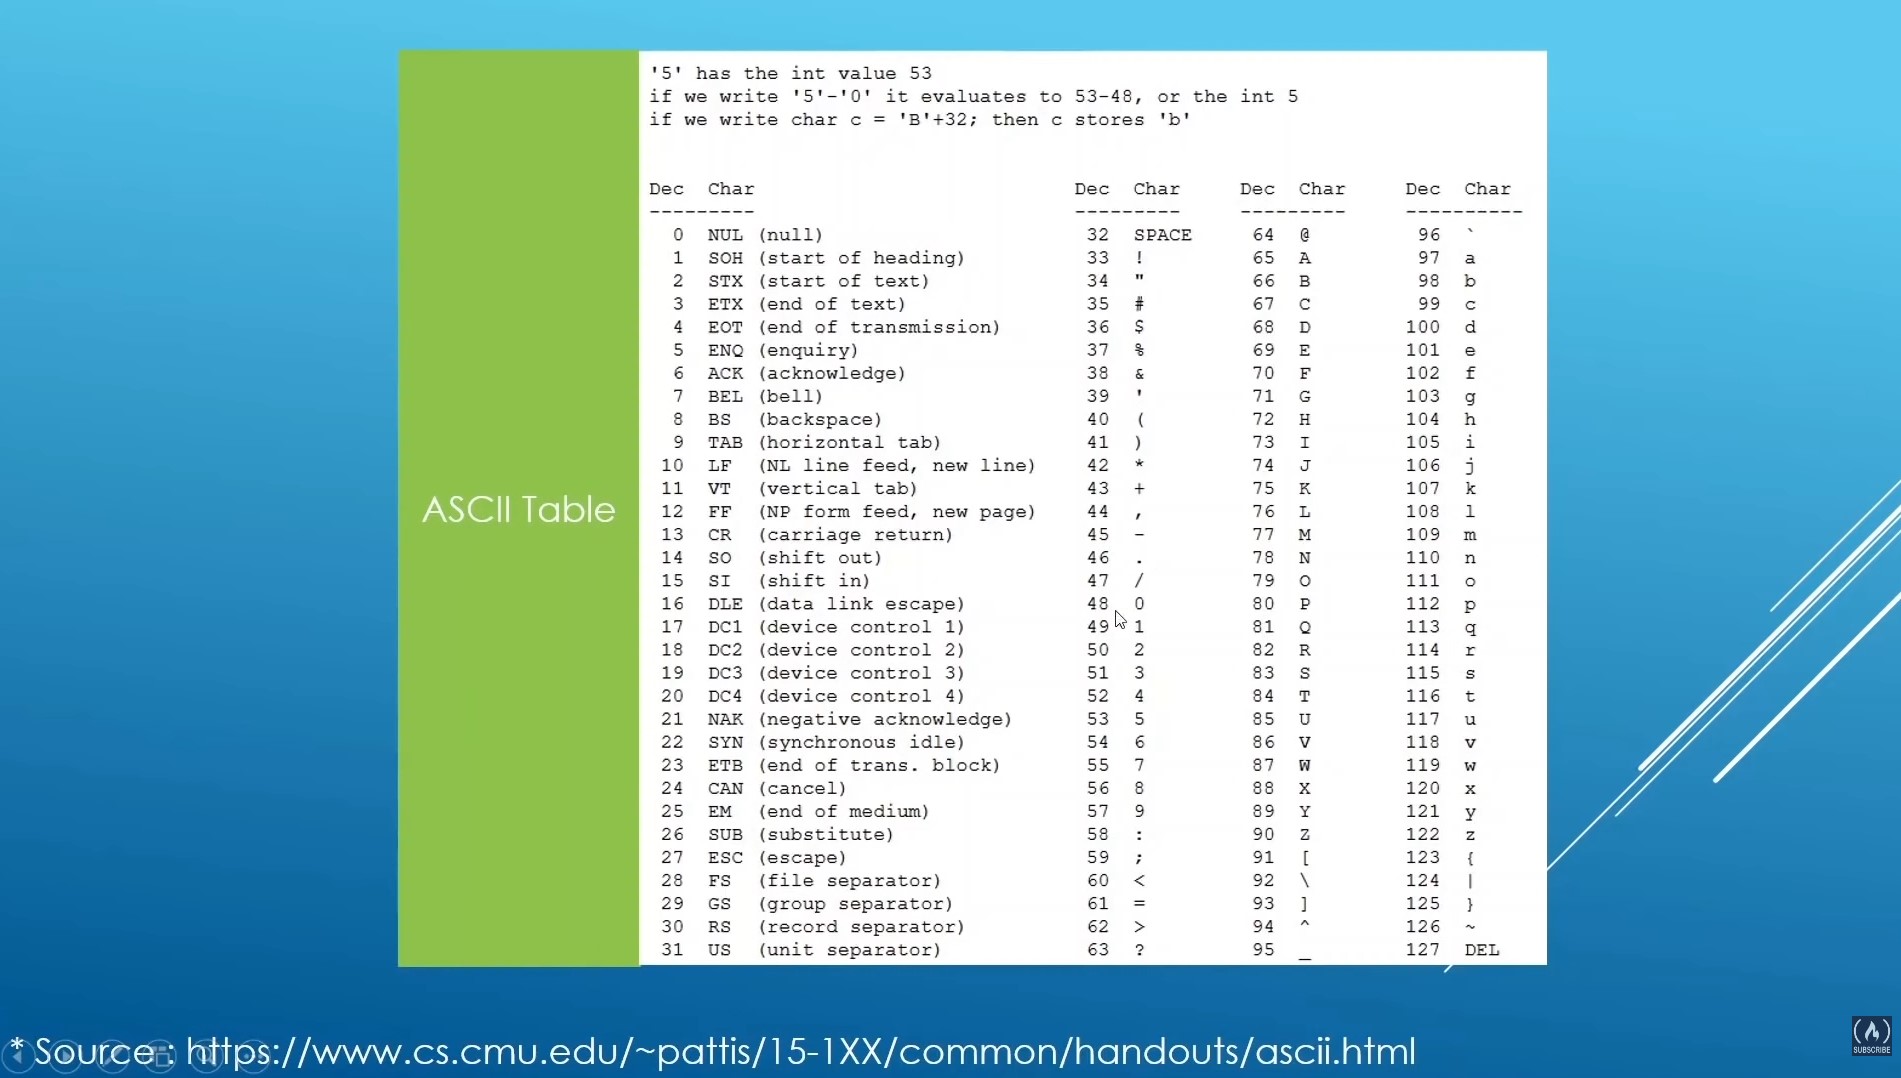 '5' has the int value 53
if we write '5'-'0' it evaluates to 53-48, or the int 5
if we write char c = 'B'+32; then c stores 'b'
ASCII Table
Dec Char Dec Char Dec Char Dec Char
--------- --------- --------- ----------
0 NUL (null) 32 SPACE 64 @ 96 `
1 SOH (start of heading) 33 ! 65 A 97 a
2 STX (start of text) 34 " 66 B 98 b
3 ETX (end of text) 35 # 67 C 99 c
4 EOT (end of transmission) 36 $ 68 D 100 d
5 ENQ (enquiry) 37 % 69 E 101 e
6 ACK (acknowledge) 38 & 70 F 102 f
7 BEL (bell) 39 ' 71 G 103 g
8 BS (backspace) 40 ( 72 H 104 h
9 TAB (horizontal tab) 41 ) 73 I 105 i
10 LF (NL line feed, new line) 42 * 74 J 106 j
11 VT (vertical tab) 43 + 75 K 107 k
12 FF (NP form feed, new page) 44 , 76 L 108 l
13 CR (carriage return) 45 - 77 M 109 m
14 SO (shift out) 46 . 78 N 110 n
15 SI (shift in) 47 / 79 O 111 o
16 DLE (data link escape) 48 0 80 P 112 p
17 DC1 (device control 1) 49 1 81 Q 113 q
18 DC2 (device control 2) 50 2 82 R 114 r
19 DC3 (device control 3) 51 3 83 S 115 s
20 DC4 (device control 4) 52 4 84 T 116 t
21 NAK (negative acknowledge) 53 5 85 U 117 u
22 SYN (synchronous idle) 54 6 86 V 118 v
23 ETB (end of trans. block) 55 7 87 W 119 w
24 CAN (cancel) 56 8 88 X 120 x
25 EM (end of medium) 57 9 89 Y 121 y
26 SUB (substitute) 58 : 90 Z 122 z
27 ESC (escape) 59 ; 91 [ 123 {
28 FS (file separator) 60 < 92 \ 124 |
29 GS (group separator) 61 = 93 ] 125 }
30 RS (record separator) 62 > 94 ^ 126 ~
31 US (unit separator) 63 ? 95 _ 127 DEL
* Source : https://www.cs.cmu.edu/~pattis/15-1XX/common/handouts/ascii.html
SUBSCRIBE